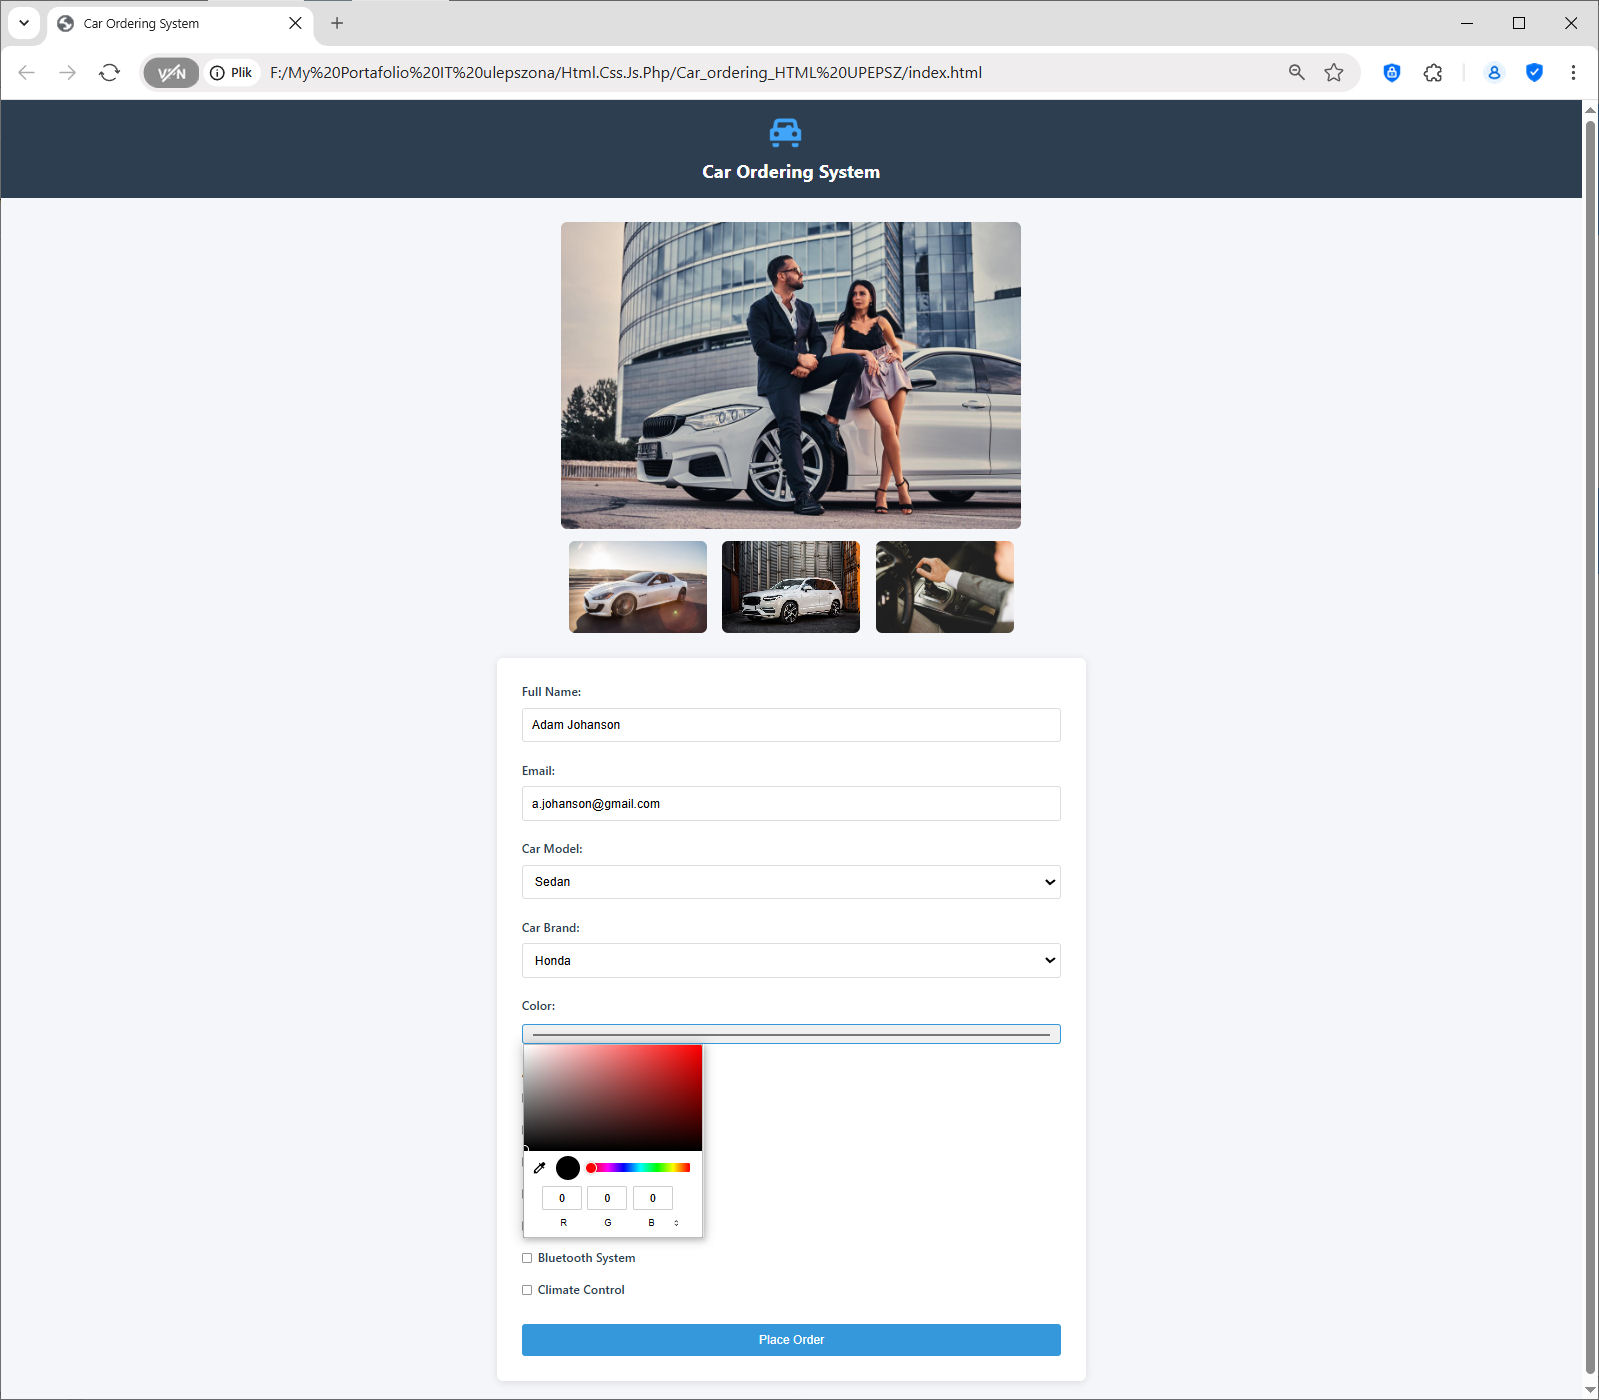 Car Ordering System
VPN
Plik
F:/My%20Portafolio%20IT%20ulepszona/Html.Css.Js.Php/Car_ordering_HTML%20UPEPSZ/index.html
Car Ordering System
Full Name:
Adam Johanson
Email:
a.johanson@gmail.com
Car Model:
Sedan
Car Brand:
Honda
Color:
0 0 0
R G B
Bluetooth System
Climate Control
Place Order